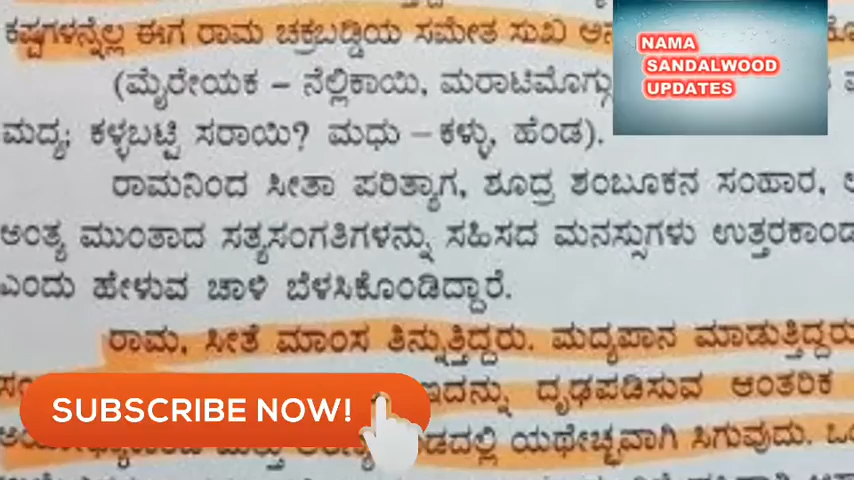 ಕಷ್ಟಗಳನ್ನೆಲ್ಲ ಈಗ ರಾಮ ಚಕ್ರಬಡ್ಡಿಯ ಸಮೇತ ಸುಖ
NAMA
SANDALWOOD
UPDATES
(ಮೈರೇಯಕ – ನೆಲ್ಲಿಕಾಯಿ, ಮರಾಟಿಮೊಗ್ಗು
ಮದ್ಯ; ಕಳ್ಳಬಟ್ಟಿ ಸರಾಯಿ? ಮಧು – ಕಳ್ಳು, ಹೆಂಡ).
ರಾಮನಿಂದ ಸೀತಾ ಪರಿತ್ಯಾಗ, ಶೂದ್ರ ಶಂಬೂಕನ ಸಂಹಾರ,
ಅಂತ್ಯ ಮುಂತಾದ ಸತ್ಯಸಂಗತಿಗಳನ್ನು ಸಹಿಸದ ಮನಸ್ಸುಗಳು ಉತ್ತರಕಾಂಡ
ಎಂದು ಹೇಳುವ ಚಾಳಿ ಬೆಳಸಿಕೊಂಡಿದ್ದಾರೆ.
ರಾಮ, ಸೀತೆ ಮಾಂಸ ತಿನ್ನುತ್ತಿದ್ದರು. ಮದ್ಯಪಾನ ಮಾಡುತ್ತಿದ್ದರು
ಇದನ್ನು ದೃಢಪಡಿಸುವ ಆಂತರಿಕ
SUBSCRIBE NOW!
ಯಥೇಚ್ಛವಾಗಿ ಸಿಗುವುದು.